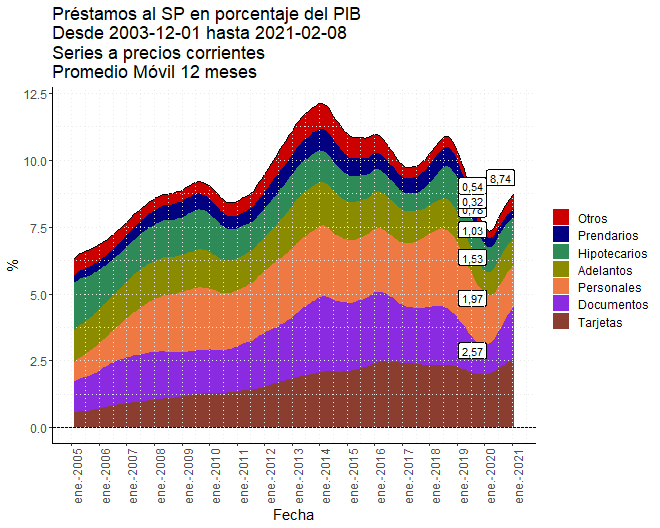 Préstamos al SP en porcentaje del PIB
Desde 2003-12-01 hasta 2021-02-08
Series a precios corrientes
Promedio Móvil 12 meses
%
12.5
10.0
7.5
5.0
2.5
0.0
8,74
0,54
0,32
0,78
1,03
1,53
1,97
2,57
Otros
Prendarios
Hipotecarios
Adelantos
Personales
Documentos
Tarjetas
ene.-2005
ene.-2006
ene.-2007
ene.-2008
ene.-2009
ene.-2010
ene.-2011
ene.-2012
ene.-2013
ene.-2014
ene.-2015
ene.-2016
ene.-2017
ene.-2018
ene.-2019
ene.-2020
ene.-2021
Fecha